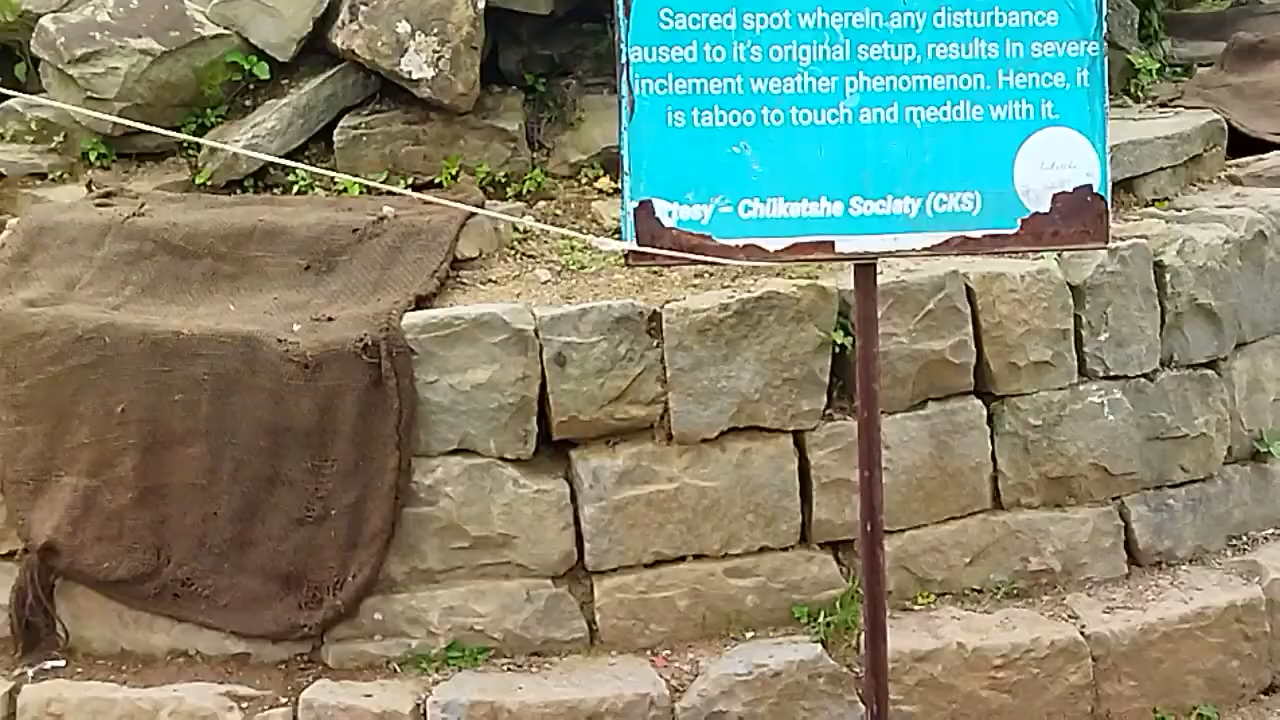 Sacred spot wherein any disturbance
aused to it's original setup, results in severe
inclement weather phenomenon. Hence, it
is taboo to touch and meddle with it.
tesy – Chüketshe Society (CKS)